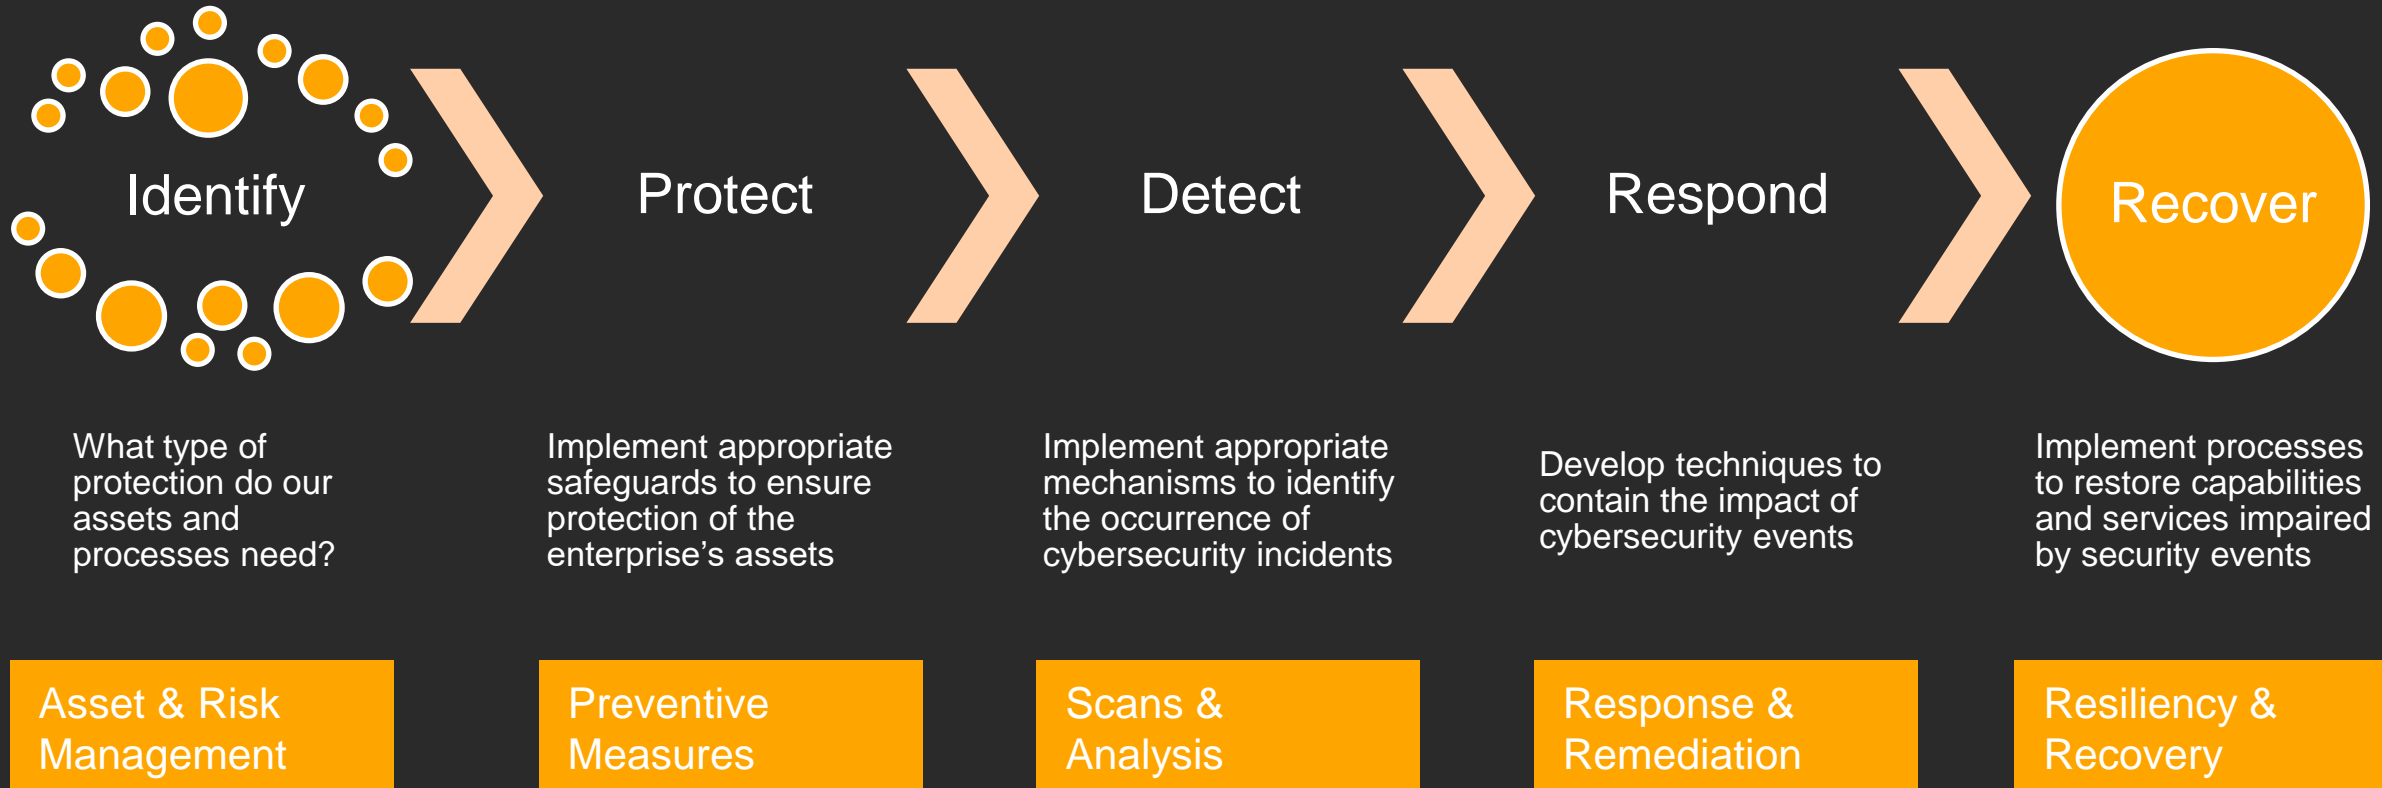 Identify
Protect
Detect
Respond
Recover
What type of
protection do our
assets and
processes need?
Implement appropriate
safeguards to ensure
protection of the
enterprise’s assets
Implement appropriate
mechanisms to identify
the occurrence of
cybersecurity incidents
Develop techniques to
contain the impact of
cybersecurity events
Implement processes
to restore capabilities
and services impaired
by security events
Asset & Risk
Management
Preventive
Measures
Scans &
Analysis
Response &
Remediation
Resiliency &
Recovery